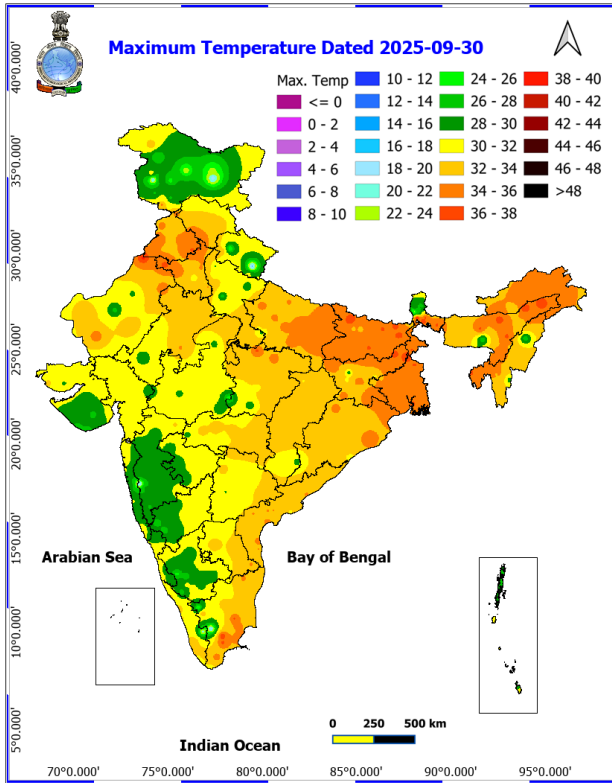 Maximum Temperature Dated 2025-09-30
Max. Temp
<= 0
0 - 2
2 - 4
4 - 6
6 - 8
8 - 10
10 - 12
12 - 14
14 - 16
16 - 18
18 - 20
20 - 22
22 - 24
24 - 26
26 - 28
28 - 30
30 - 32
32 - 34
34 - 36
36 - 38
38 - 40
40 - 42
42 - 44
44 - 46
46 - 48
>48
40°0.000'
35°0.000'
30°0.000'
25°0.000'
20°0.000'
15°0.000'
10°0.000'
5°0.000'
Arabian Sea
Bay of Bengal
Indian Ocean
0 250 500 km
70°0.000' 75°0.000' 80°0.000' 85°0.000' 90°0.000' 95°0.000'